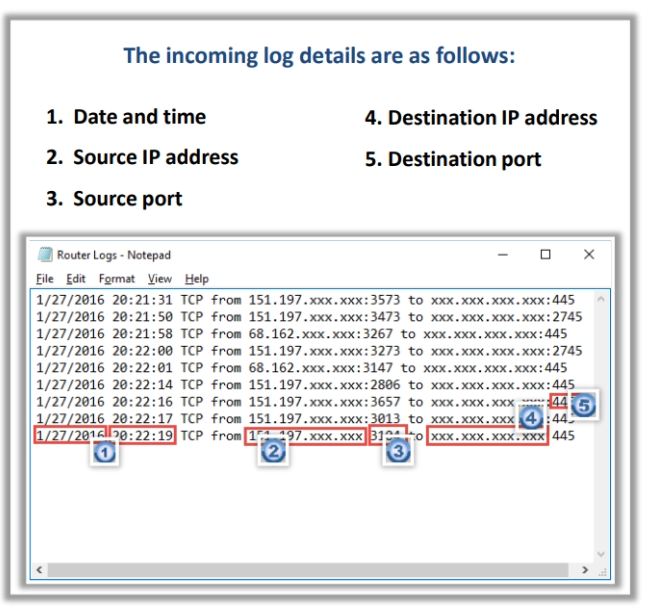 The incoming log details are as follows:
1. Date and time
2. Source IP address
3. Source port
4. Destination IP address
5. Destination port
Router Logs - Notepad
File Edit Format View Help
1/27/2016 20:21:31 TCP from 151.197.xxx.xxx:3573 to xxx.xxx.xxx.xxx:445
1/27/2016 20:21:50 TCP from 151.197.xxx.xxx:3473 to xxx.xxx.xxx.xxx:2745
1/27/2016 20:21:58 TCP from 68.162.xxx.xxx:3267 to xxx.xxx.xxx.xxx:445
1/27/2016 20:22:00 TCP from 151.197.xxx.xxx:3273 to xxx.xxx.xxx.xxx:2745
1/27/2016 20:22:01 TCP from 68.162.xxx.xxx:3147 to xxx.xxx.xxx.xxx:445
1/27/2016 20:22:14 TCP from 151.197.xxx.xxx:2806 to xxx.xxx.xxx.xxx:445
1/27/2016 20:22:16 TCP from 151.197.xxx.xxx:3657 to xxx.xxx.xxx.xxx:44 5
1/27/2016 20:22:17 TCP from 151.197.xxx.xxx:3013 to xxx.xxx.xxx 4 :445
1/27/2016 20:22:19 TCP from 151.197.xxx.xxx to xxx.xxx.xxx.xxx 445
1 2 3